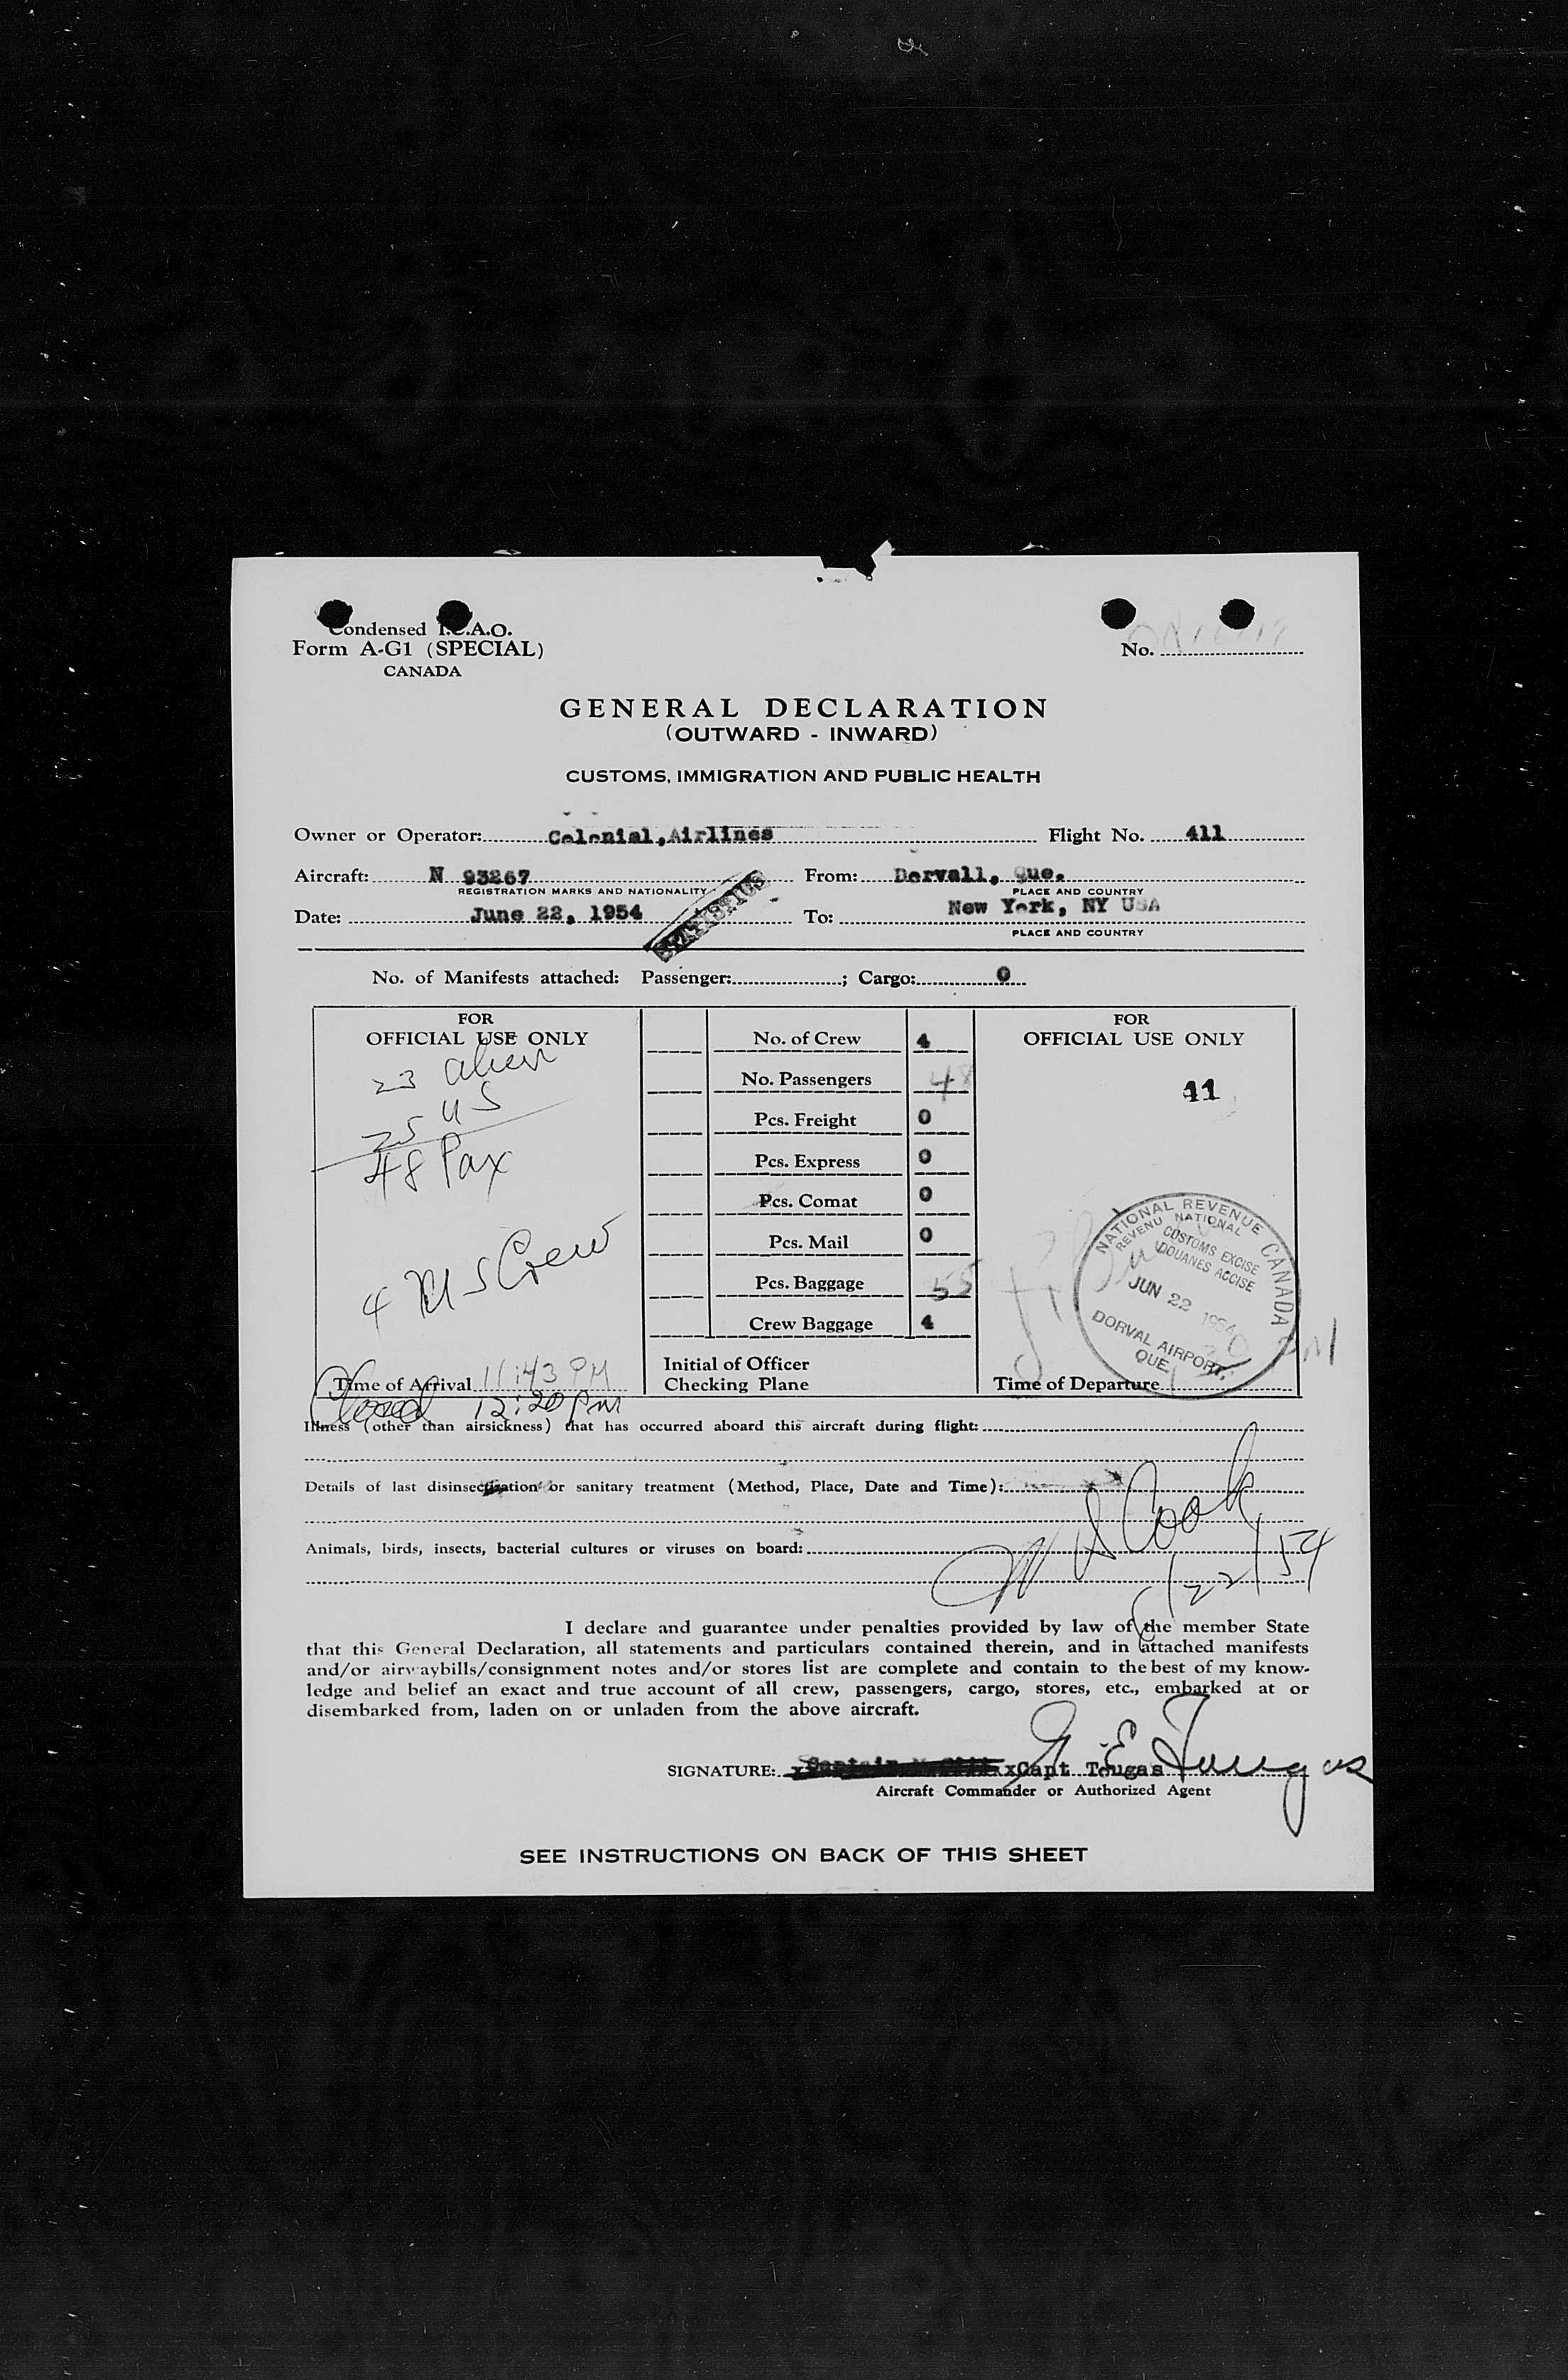 Condensed I.C.A.O.
Form A-G1 (SPECIAL)
CANADA
No.
GENERAL DECLARATION
(OUTWARD - INWARD)
CUSTOMS, IMMIGRATION AND PUBLIC HEALTH
Owner or Operator: Colonial,Airlines Flight No. 411
Aircraft: N 93267 From: Dorvall, Que.
REGISTRATION MARKS AND NATIONALITY PLACE AND COUNTRY
STATISTICS
Date: June 22, 1954 To: New York, NY USA
PLACE AND COUNTRY
No. of Manifests attached: Passenger: ; Cargo: 0
FOR
OFFICIAL USE ONLY
23 alien
25 US
48 Pax
4 US Crew
Time of Arrival 11:43 PM
Closed 12:20 pm
No. of Crew 4
No. Passengers 48
Pcs. Freight 0
Pcs. Express 0
Pcs. Comat 0
Pcs. Mail 0
Pcs. Baggage 55
Crew Baggage 4
Initial of Officer
Checking Plane
FOR
OFFICIAL USE ONLY
41
NATIONAL REVENUE CANADA
REVENU NATIONAL
CUSTOMS EXCISE
DOUANES ACCISE
JUN 22 1954
DORVAL AIRPORT,
QUE.
Time of Departure
Illness (other than airsickness) that has occurred aboard this aircraft during flight:
Details of last disinsectization or sanitary treatment (Method, Place, Date and Time):
Animals, birds, insects, bacterial cultures or viruses on board:
Cook
6/22/54
I declare and guarantee under penalties provided by law of the member State
that this General Declaration, all statements and particulars contained therein, and in attached manifests
and/or airwaybills/consignment notes and/or stores list are complete and contain to the best of my know-
ledge and belief an exact and true account of all crew, passengers, cargo, stores, etc., embarked at or
disembarked from, laden on or unladen from the above aircraft.
SIGNATURE: xCapt Tougas G E Tougas
Aircraft Commander or Authorized Agent
SEE INSTRUCTIONS ON BACK OF THIS SHEET